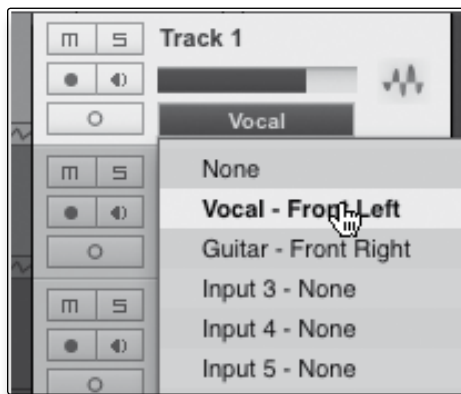 M S Track 1
Vocal
M S
None
Vocal - Front Left
Guitar - Front Right
Input 3 - None
M S
Input 4 - None
Input 5 - None